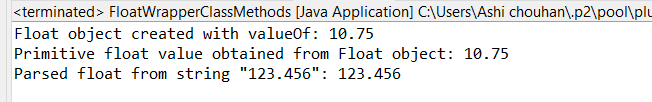 <terminated> FloatWrapperClassMethods [Java Application] C:\Users\Ashi chouhan\.p2\pool\plu
Float object created with valueOf: 10.75
Primitive float value obtained from Float object: 10.75
Parsed float from string "123.456": 123.456